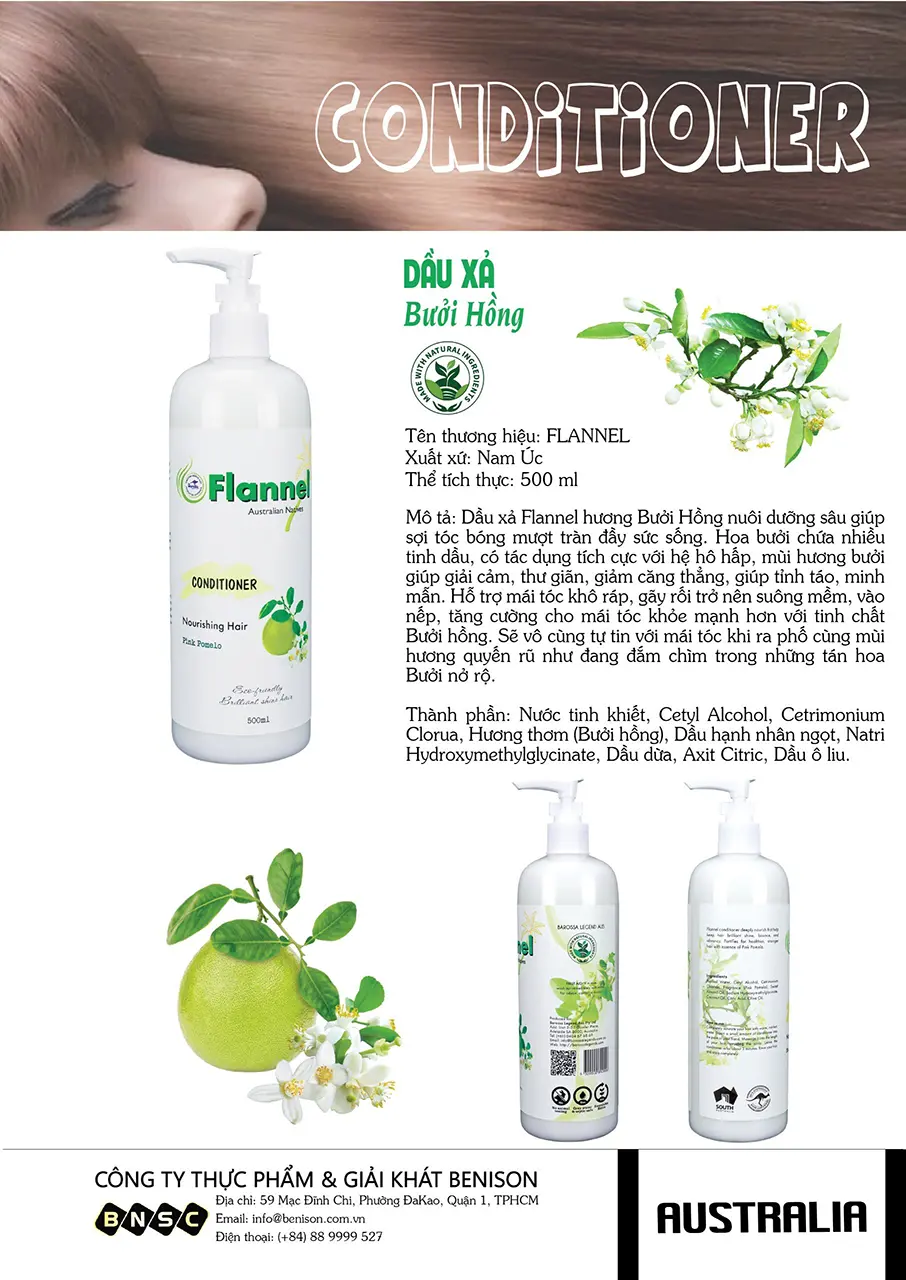 CONDITIONER
DẦU XẢ
Bưởi Hồng
MADE WITH NATURAL INGREDIENTS
Tên thương hiệu: FLANNEL
Xuất xứ: Nam Úc
Thể tích thực: 500 ml
Mô tả: Dầu xả Flannel hương Bưởi Hồng nuôi dưỡng sâu giúp
sợi tóc bóng mượt tràn đầy sức sống. Hoa bưởi chứa nhiều
tinh dầu, có tác dụng tích cực với hệ hô hấp, mùi hương bưởi
giúp giải cảm, thư giãn, giảm căng thẳng, giúp tỉnh táo, minh
mẫn. Hỗ trợ mái tóc khô ráp, gãy rối trở nên suông mềm, vào
nếp, tăng cường cho mái tóc khỏe mạnh hơn với tinh chất
Bưởi hồng. Sẽ vô cùng tự tin với mái tóc khi ra phố cùng mùi
hương quyến rũ như đang đắm chìm trong những tán hoa
Bưởi nở rộ.
Thành phần: Nước tinh khiết, Cetyl Alcohol, Cetrimonium
Clorua, Hương thơm (Bưởi hồng), Dầu hạnh nhân ngọt, Natri
Hydroxymethylglycinate, Dầu dừa, Axit Citric, Dầu ô liu.
Flannel
Australian Natives
CONDITIONER
Nourishing Hair
Pink Pomelo
Eco-friendly
Brilliant shine hair
500ml
BAROSSA LEGEND AUS
Flannel conditioner deeply
Ingredients
SOUTH
CÔNG TY THỰC PHẨM & GIẢI KHÁT BENISON
BNSC
Địa chỉ: 59 Mạc Đĩnh Chi, Phường ĐaKao, Quận 1, TPHCM
Email: info@benison.com.vn
Điện thoại: (+84) 88 9999 527
AUSTRALIA